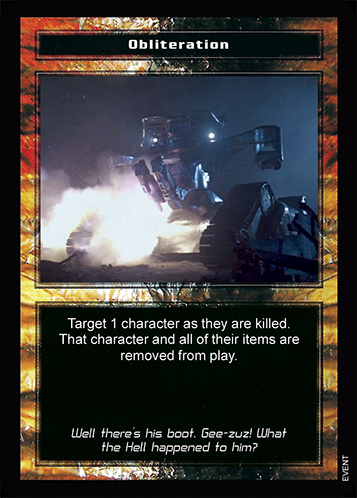 Obliteration
Target 1 character as they are killed.
That character and all of their items are
removed from play.
Well there's his boot. Gee-zuz! What
the Hell happened to him?
EVENT